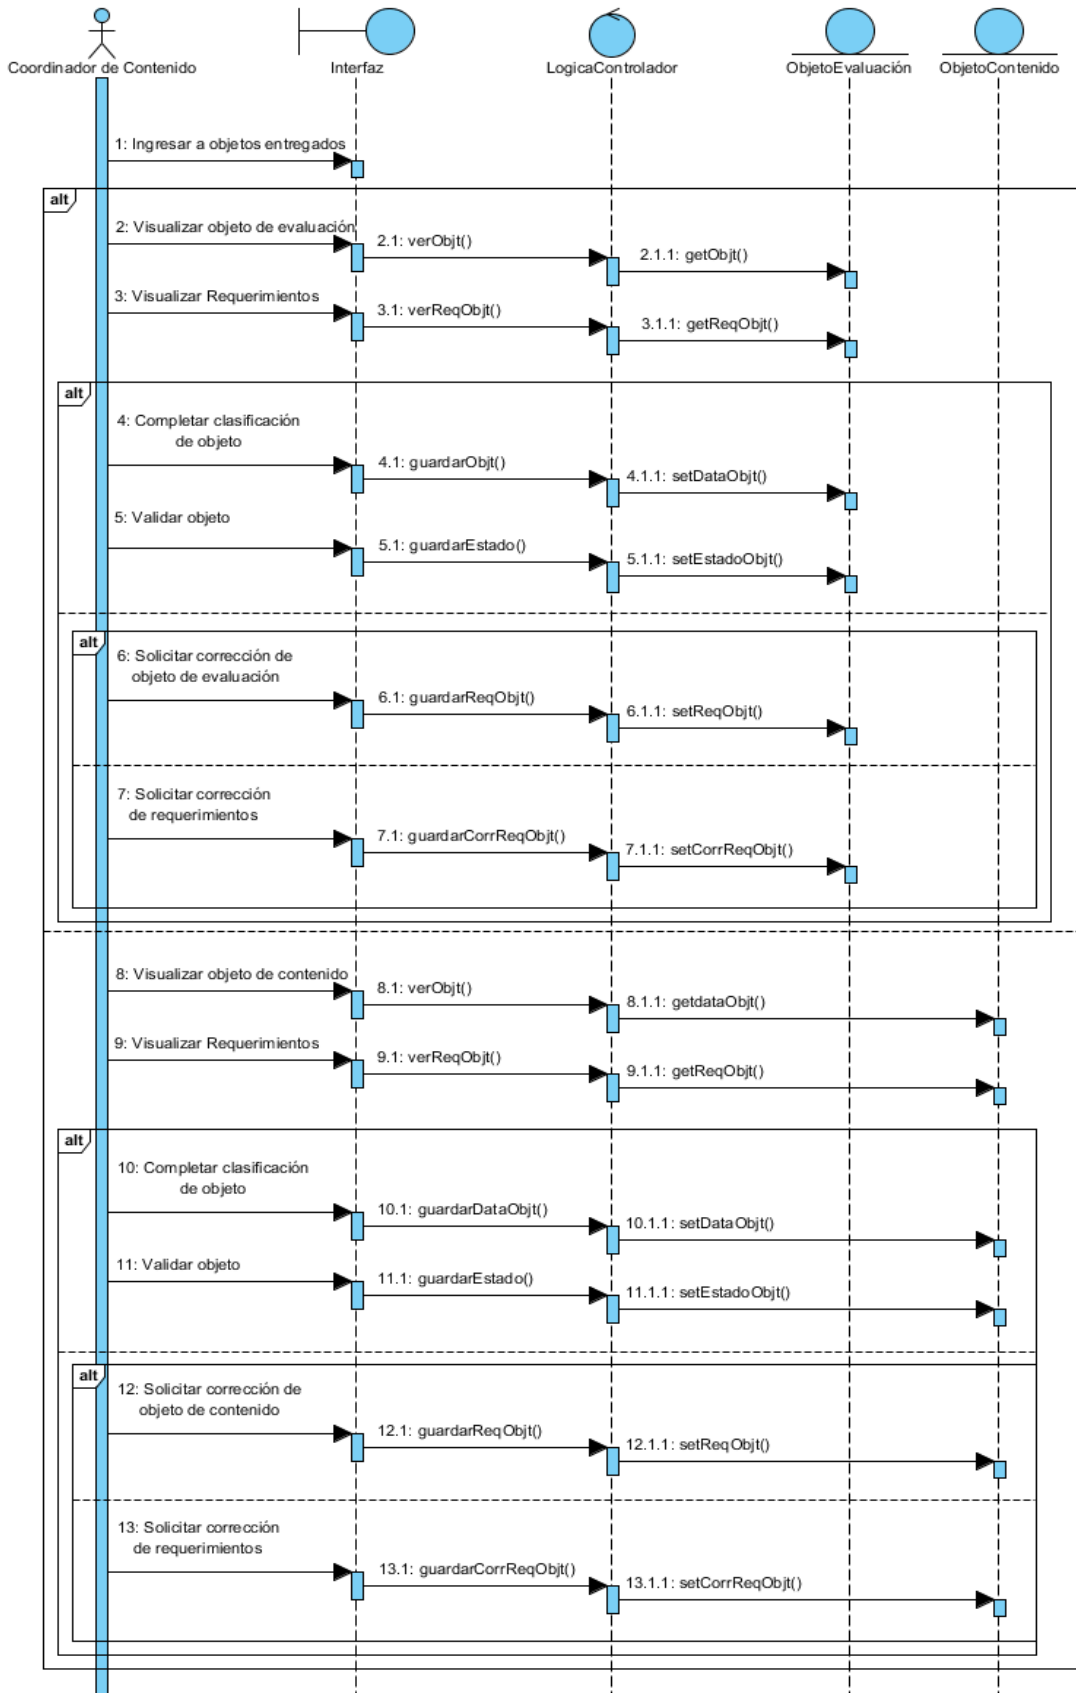 Coordinador de Contenido
Interfaz
LogicaControlador
ObjetoEvaluación
ObjetoContenido
1: Ingresar a objetos entregados
alt
2: Visualizar objeto de evaluación
2.1: verObjt()
2.1.1: getObjt()
3: Visualizar Requerimientos
3.1: verReqObjt()
3.1.1: getReqObjt()
alt
4: Completar clasificación
de objeto
4.1: guardarObjt()
4.1.1: setDataObjt()
5: Validar objeto
5.1: guardarEstado()
5.1.1: setEstadoObjt()
alt
6: Solicitar corrección de
objeto de evaluación
6.1: guardarReqObjt()
6.1.1: setReqObjt()
7: Solicitar corrección
de requerimientos
7.1: guardarCorrReqObjt()
7.1.1: setCorrReqObjt()
8: Visualizar objeto de contenido
8.1: verObjt()
8.1.1: getdataObjt()
9: Visualizar Requerimientos
9.1: verReqObjt()
9.1.1: getReqObjt()
alt
10: Completar clasificación
de objeto
10.1: guardarDataObjt()
10.1.1: setDataObjt()
11: Validar objeto
11.1: guardarEstado()
11.1.1: setEstadoObjt()
alt
12: Solicitar corrección de
objeto de contenido
12.1: guardarReqObjt()
12.1.1: setReqObjt()
13: Solicitar corrección
de requerimientos
13.1: guardarCorrReqObjt()
13.1.1: setCorrReqObjt()